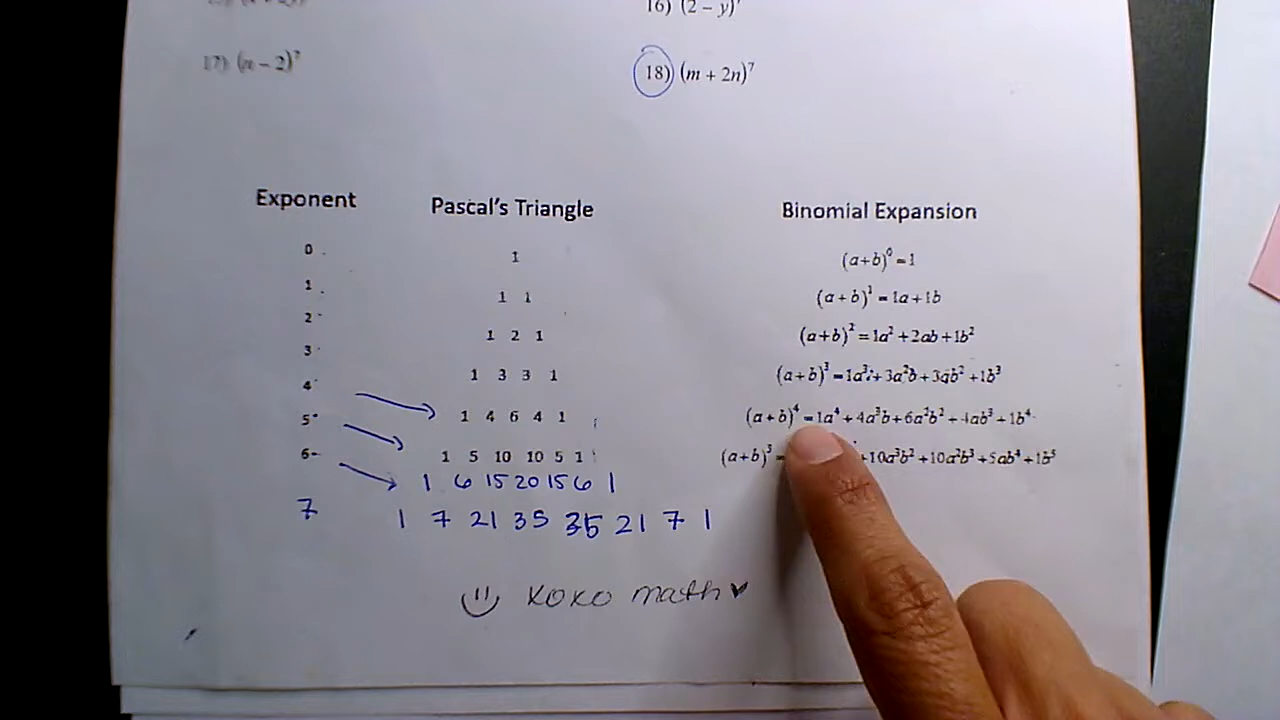 16) (2 – y)⁷
17) (n – 2)⁷
18) (m + 2n)⁷
Exponent Pascal's Triangle Binomial Expansion
0 1 (a+b)⁰=1
1 1 1 (a+b)¹=1a+1b
2 1 2 1 (a+b)²=1a²+2ab+1b²
3 1 3 3 1 (a+b)³=1a³+3a²b+3ab²+1b³
4 1 4 6 4 1 (a+b)⁴=1a⁴+4a³b+6a²b²+4ab³+1b⁴
5 1 5 10 10 5 1 (a+b)⁵= +10a³b²+10a²b³+5ab⁴+1b⁵
6 1 6 15 20 15 6 1
7 1 7 21 35 35 21 7 1
xoxo math